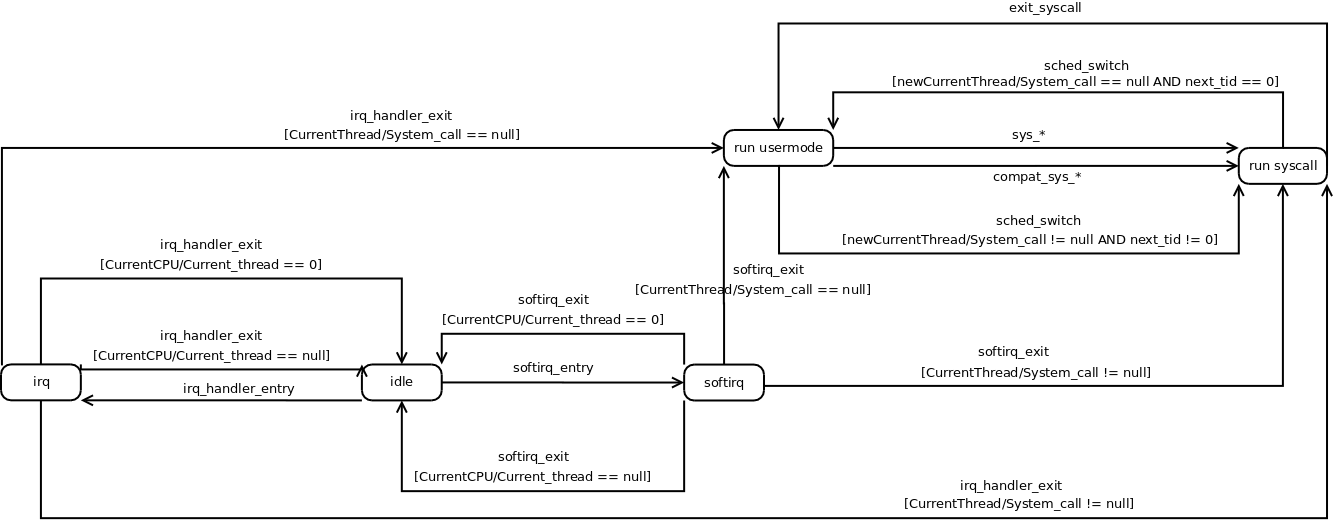 exit_syscall
sched_switch
[newCurrentThread/System_call == null AND next_tid == 0]
irq_handler_exit
[CurrentThread/System_call == null]
sys_*
run usermode
run syscall
compat_sys_*
sched_switch
[newCurrentThread/System_call != null AND next_tid != 0]
irq_handler_exit
[CurrentCPU/Current_thread == 0]
softirq_exit
[CurrentThread/System_call == null]
softirq_exit
[CurrentCPU/Current_thread == 0]
irq_handler_exit
[CurrentCPU/Current_thread == null]
softirq_exit
[CurrentThread/System_call != null]
softirq_entry
irq
idle
softirq
irq_handler_entry
softirq_exit
[CurrentCPU/Current_thread == null]
irq_handler_exit
[CurrentThread/System_call != null]